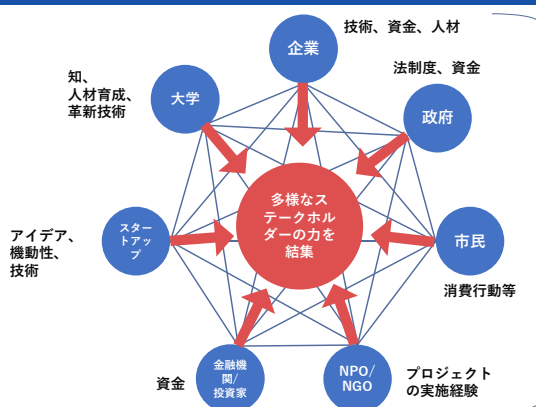 技術、資金、人材
企業
法制度、資金
知、
人材育成、
革新技術
大学
政府
多様なス
テークホル
ダーの力を
結集
スター
トアッ
プ
アイデア、
機動性、
技術
市民
消費行動等
金融機
関/
投資家
資金
NPO/
NGO
プロジェクト
の実施経験